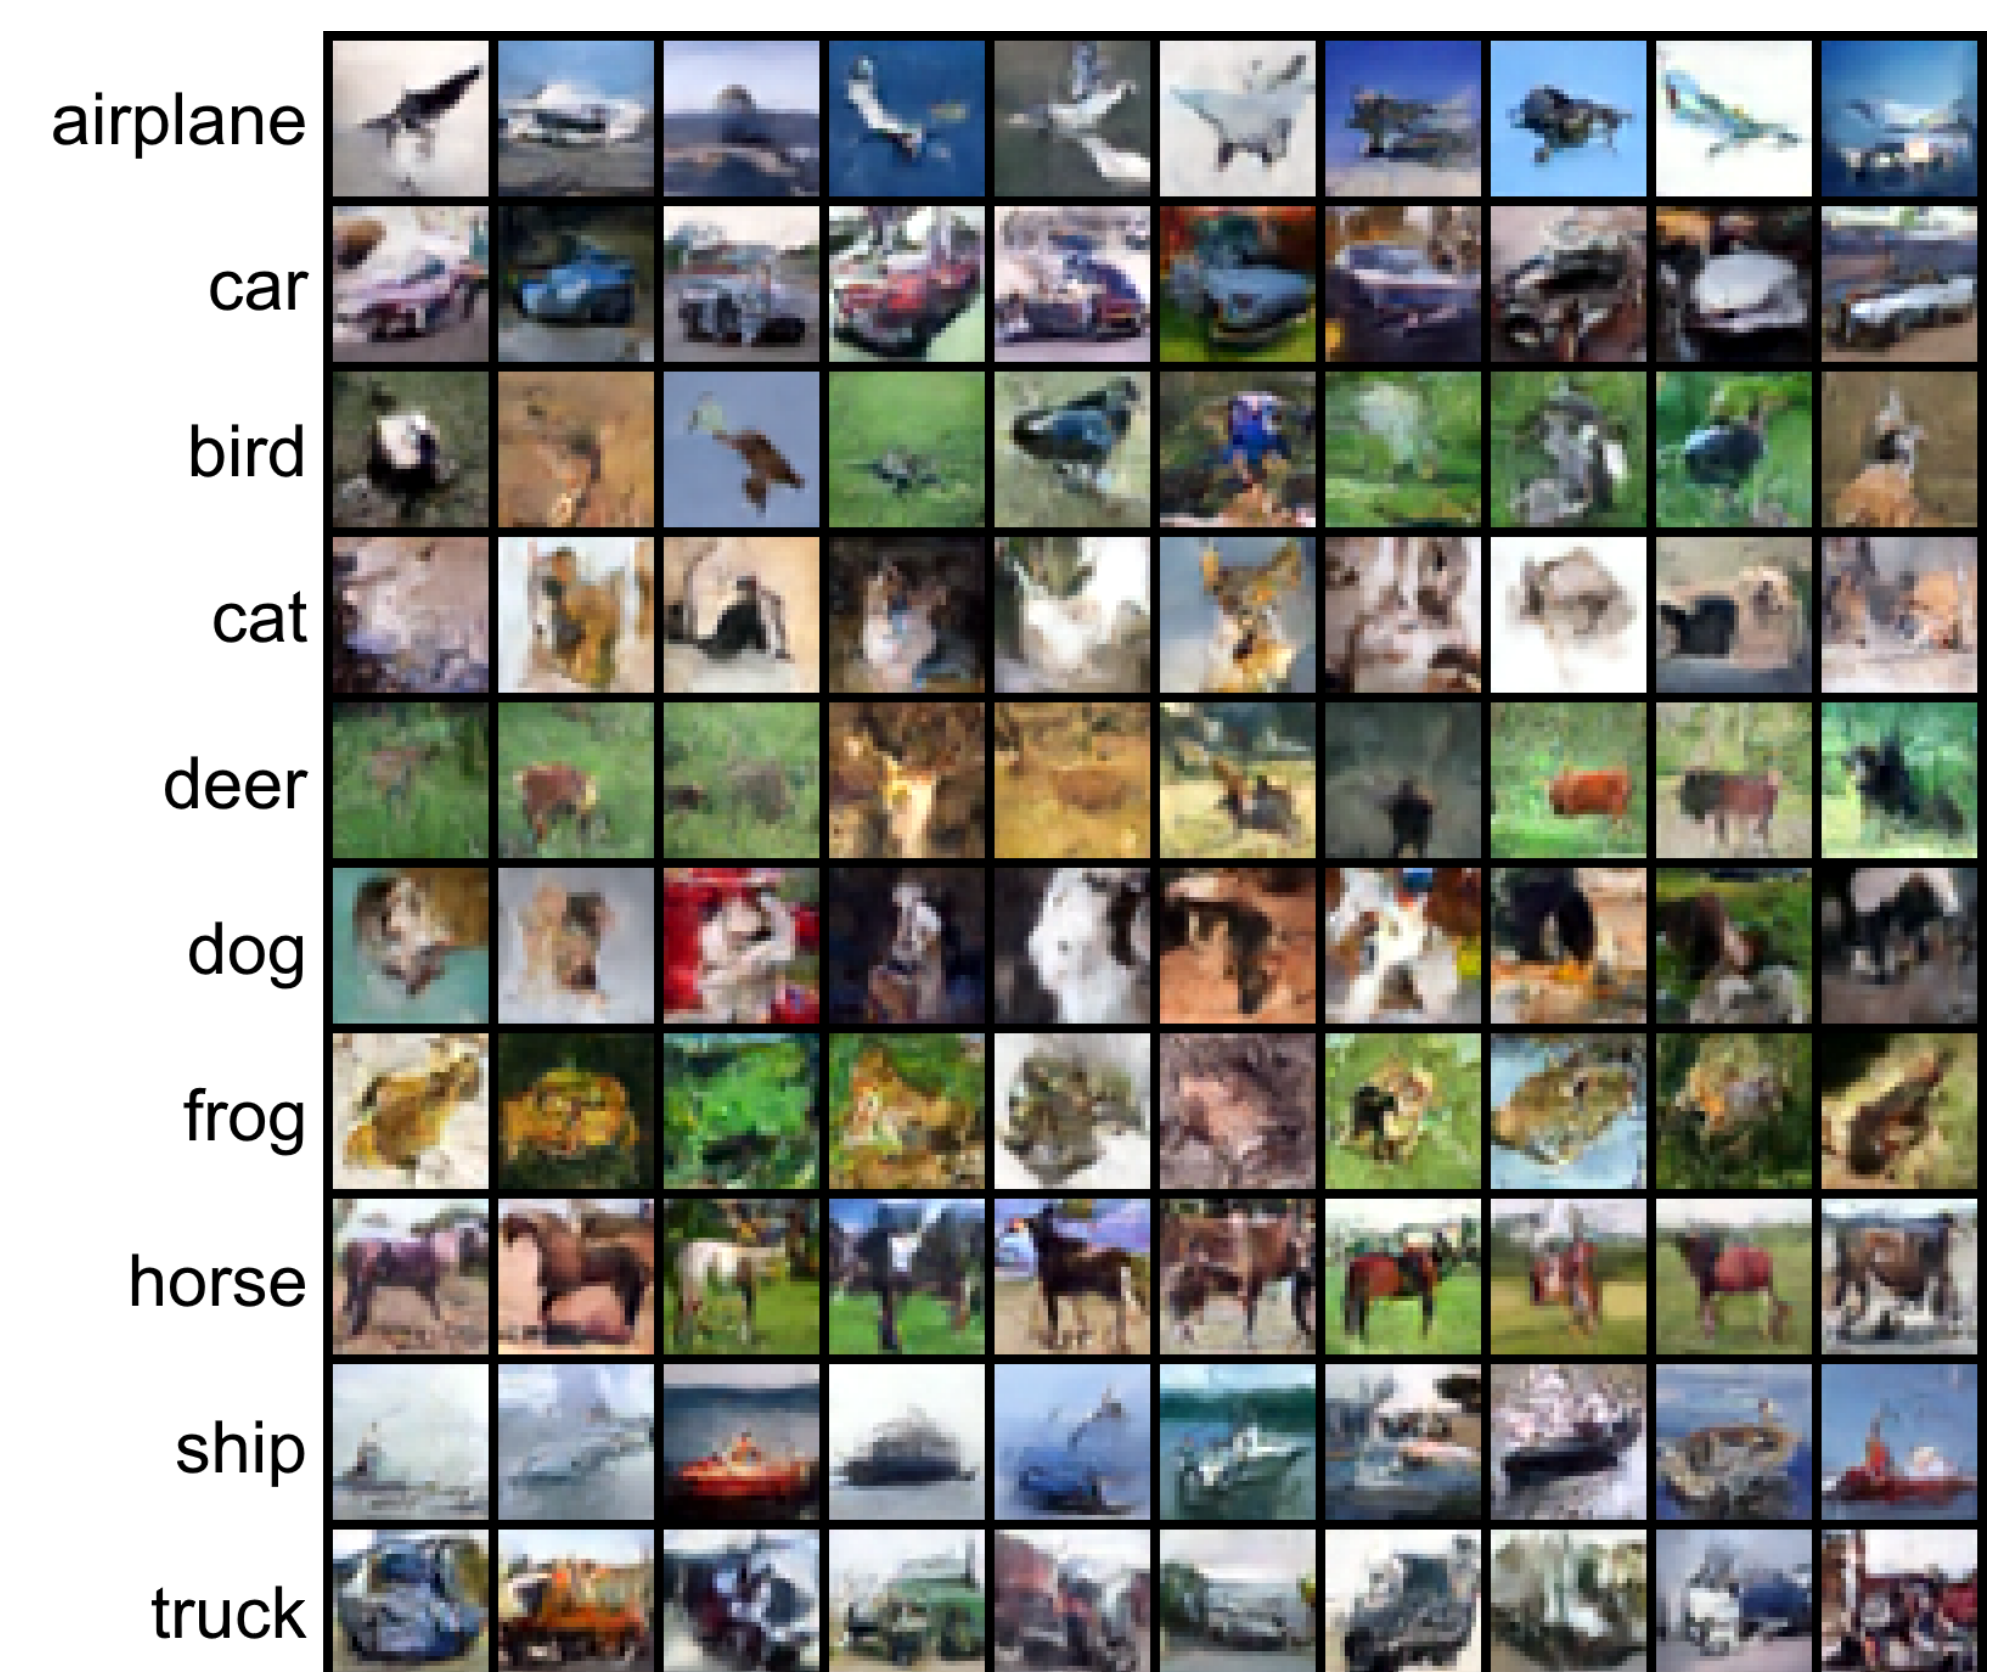 airplane
car
bird
cat
deer
dog
frog
horse
ship
truck